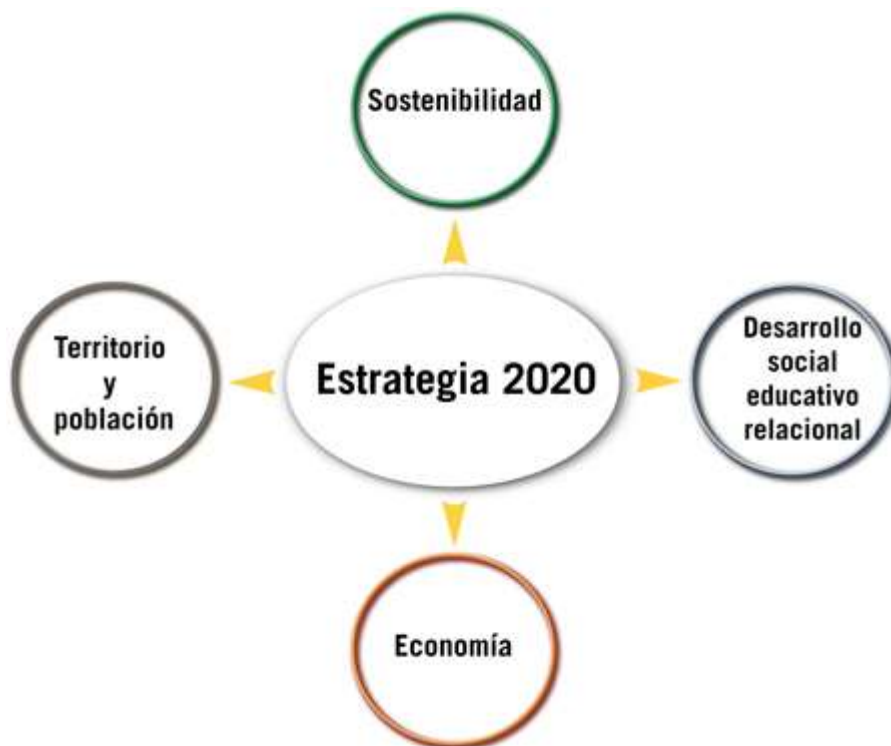 Sostenibilidad
Territorio
y
población
Estrategia 2020
Desarrollo
social
educativo
relacional
Economía